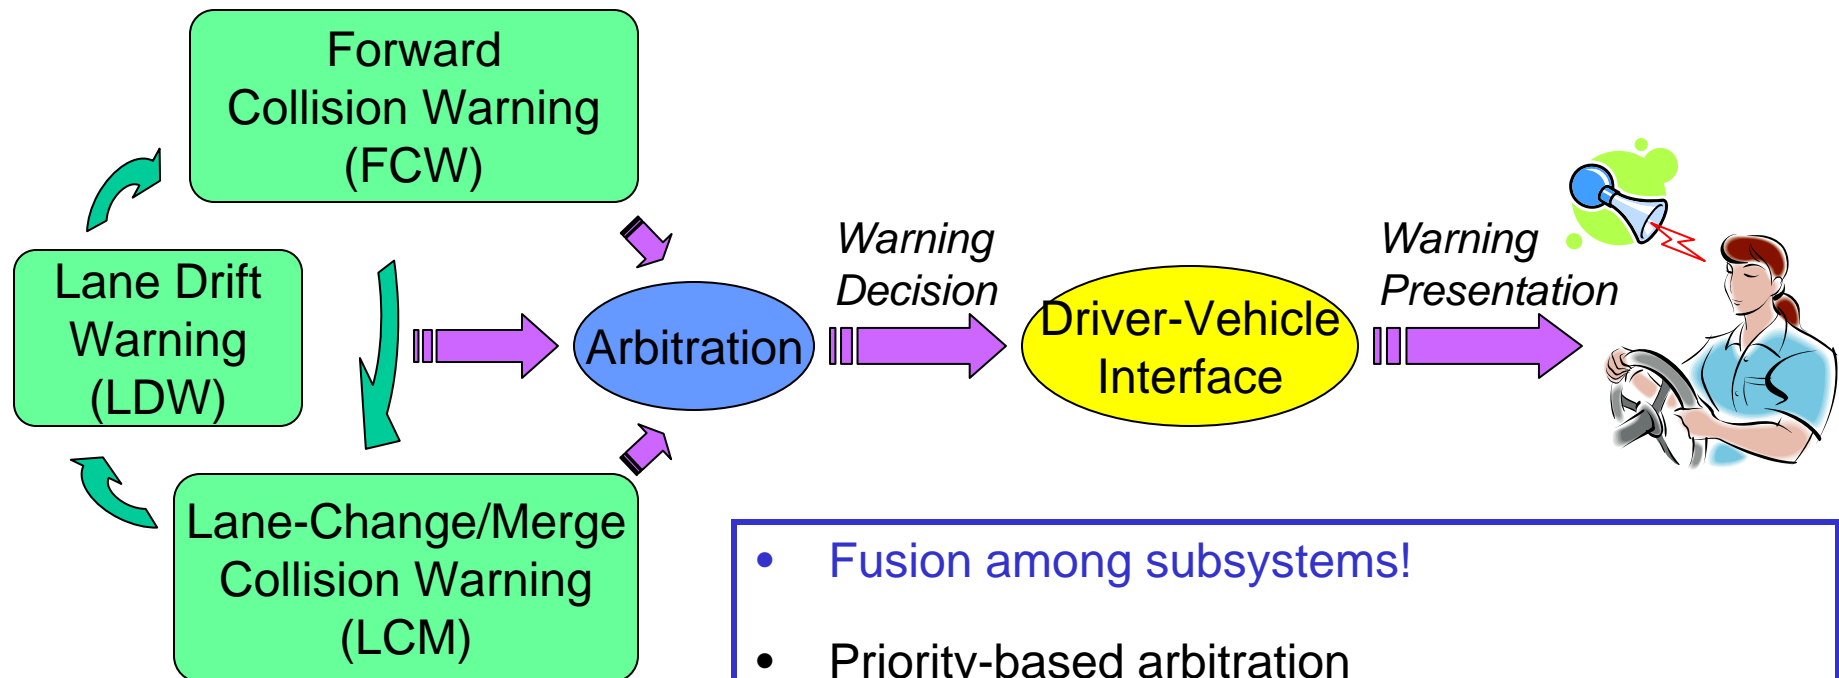 Forward
Collision Warning
(FCW)
Lane Drift
Warning
(LDW)
Lane-Change/Merge
Collision Warning
(LCM)
Arbitration
Warning
Decision
Driver-Vehicle
Interface
Warning
Presentation
• Fusion among subsystems!
• Priority-based arbitration